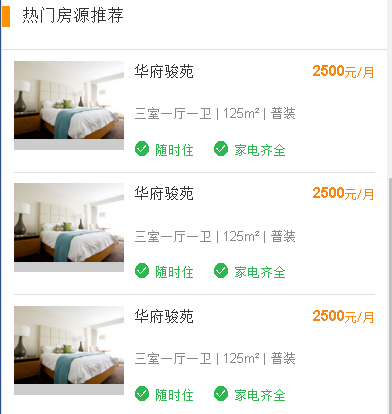 热门房源推荐
华府骏苑 2500元/月
三室一厅一卫 | 125m² | 普装
随时住 家电齐全
华府骏苑 2500元/月
三室一厅一卫 | 125m² | 普装
随时住 家电齐全
华府骏苑 2500元/月
三室一厅一卫 | 125m² | 普装
随时住 家电齐全